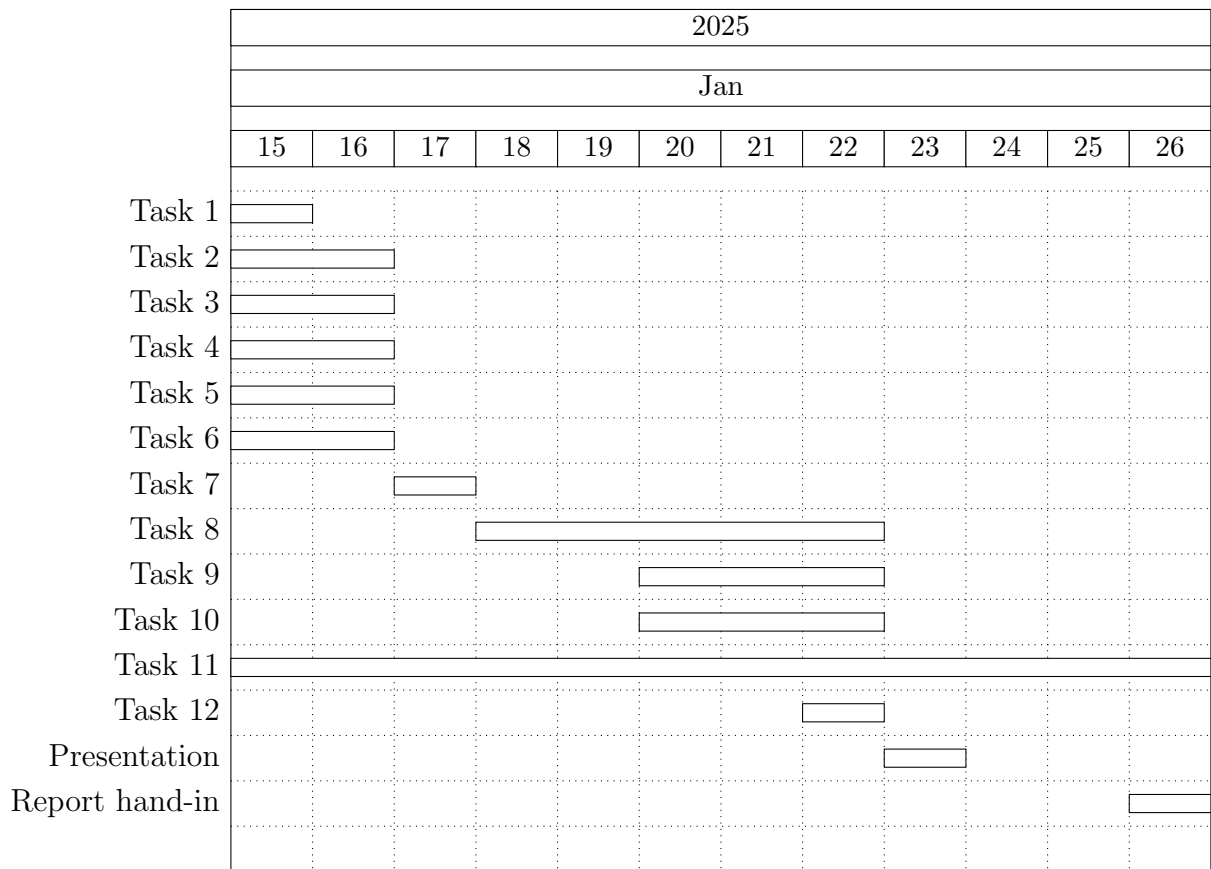 2025
Jan
15 16 17 18 19 20 21 22 23 24 25 26
Task 1
Task 2
Task 3
Task 4
Task 5
Task 6
Task 7
Task 8
Task 9
Task 10
Task 11
Task 12
Presentation
Report hand-in